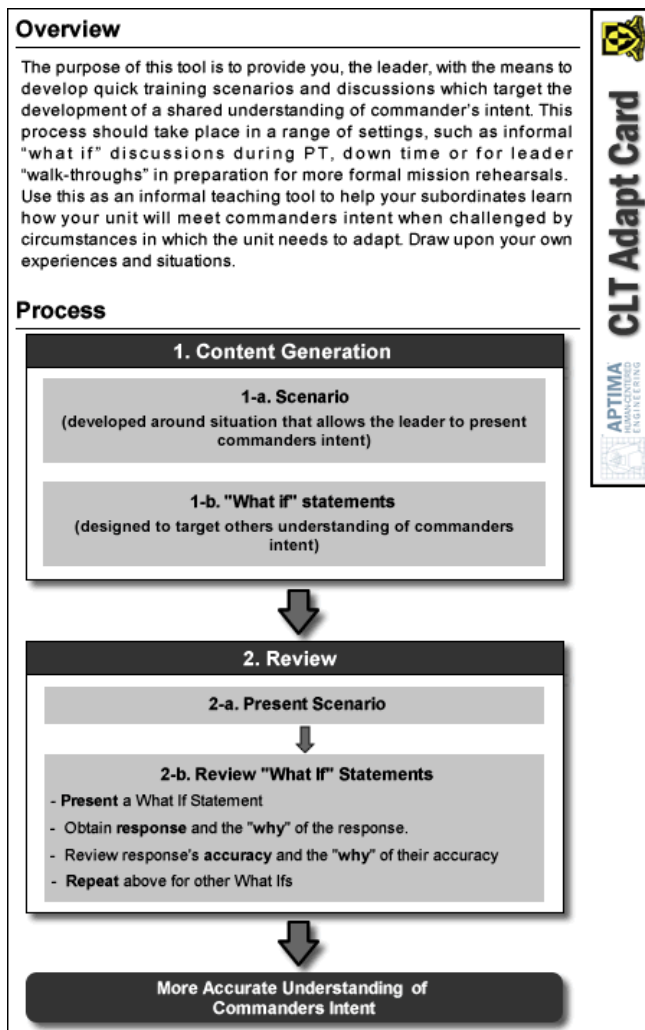 Overview
The purpose of this tool is to provide you, the leader, with the means to
develop quick training scenarios and discussions which target the
development of a shared understanding of commander's intent. This
process should take place in a range of settings, such as informal
"what if" discussions during PT, down time or for leader
"walk-throughs" in preparation for more formal mission rehearsals.
Use this as an informal teaching tool to help your subordinates learn
how your unit will meet commanders intent when challenged by
circumstances in which the unit needs to adapt. Draw upon your own
experiences and situations.
Process
1. Content Generation
1-a. Scenario
(developed around situation that allows the leader to present
commanders intent)
1-b. "What if" statements
(designed to target others understanding of commanders
intent)
2. Review
2-a. Present Scenario
2-b. Review "What If" Statements
- Present a What If Statement
- Obtain response and the "why" of the response.
- Review response's accuracy and the "why" of their accuracy
- Repeat above for other What Ifs
More Accurate Understanding of
Commanders Intent
CLT Adapt Card
APTIMA
HUMAN-CENTERED
ENGINEERING